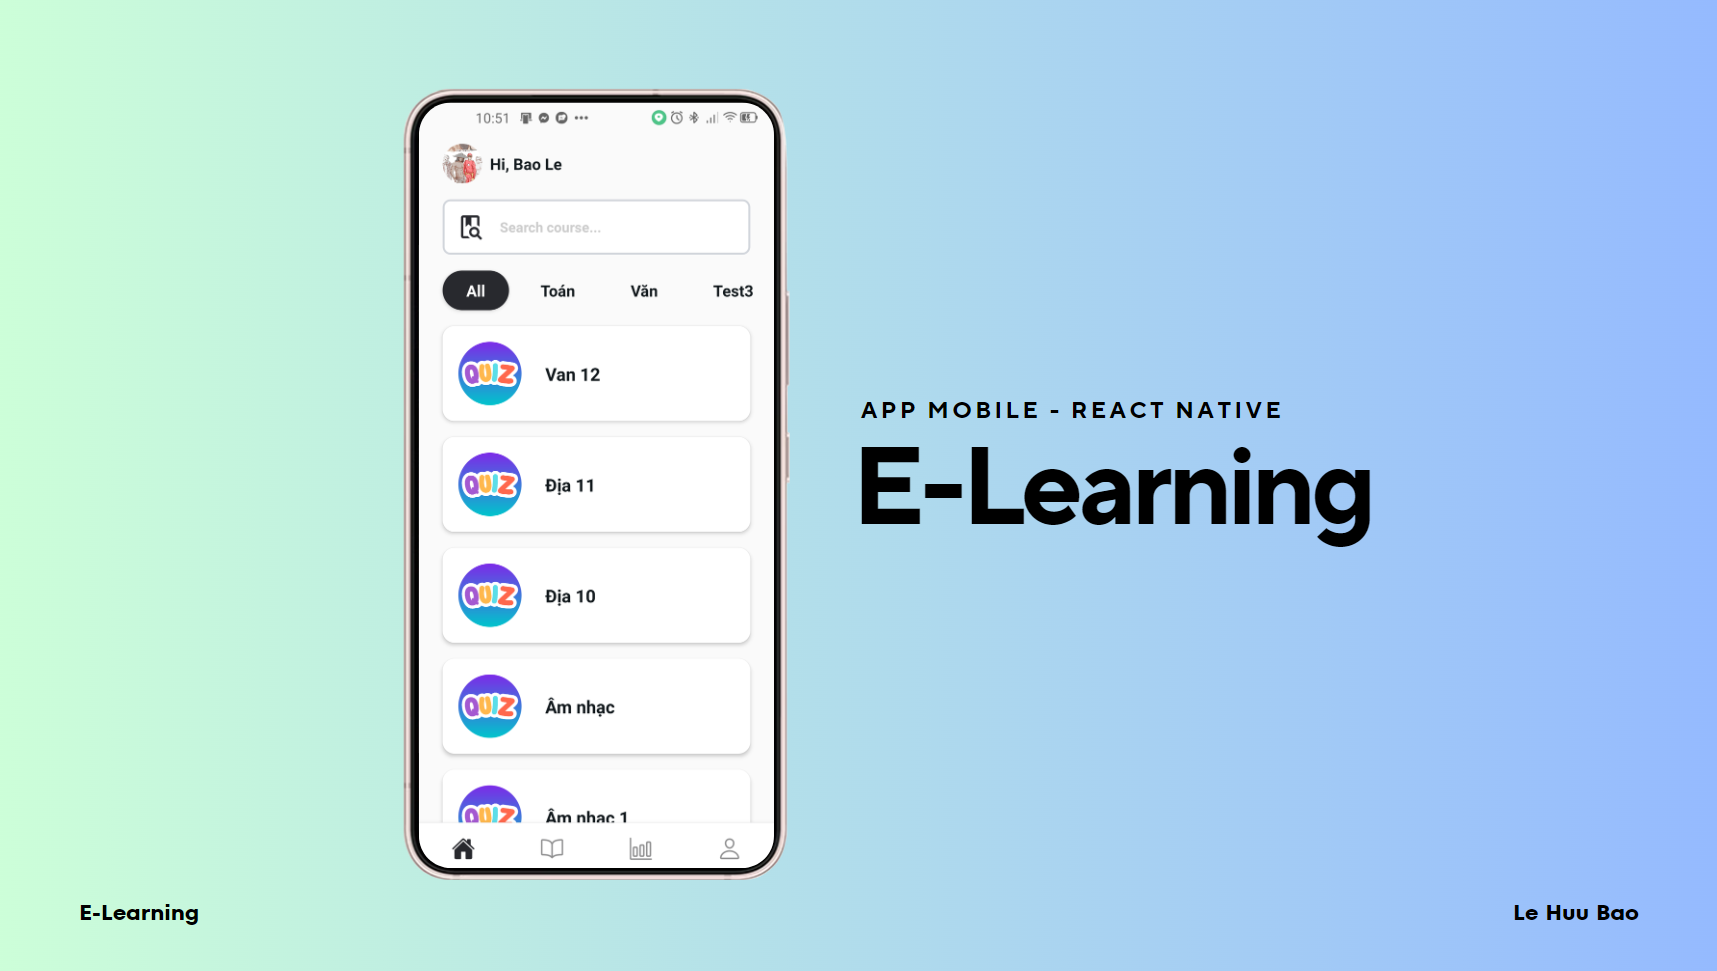 10:51
Hi, Bao Le
Search course...
All Toán Văn Test3
QUIZ Van 12
QUIZ Địa 11
QUIZ Địa 10
QUIZ Âm nhạc
QUIZ Âm nhạc 1
APP MOBILE - REACT NATIVE
E-Learning
E-Learning
Le Huu Bao